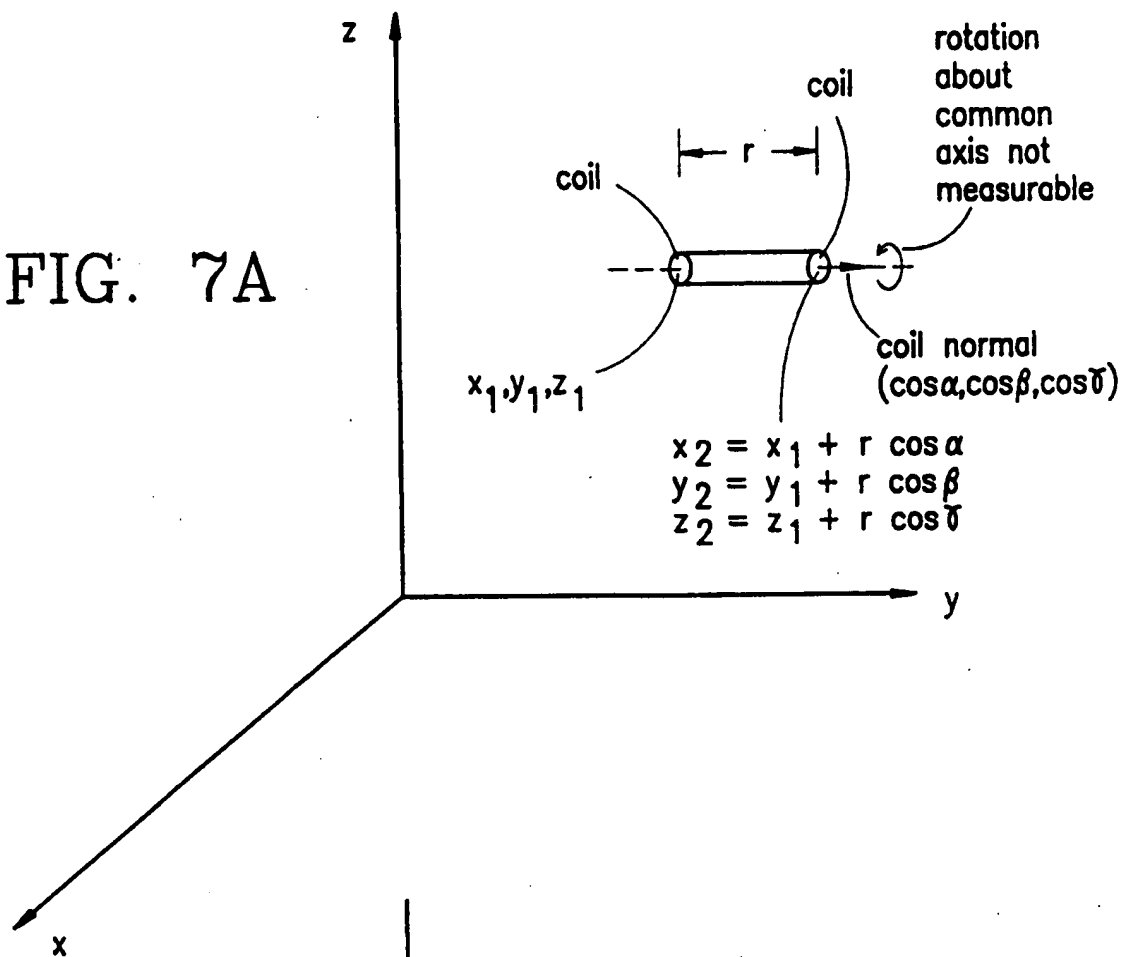 z
rotation
about
common
axis not
measurable
coil
r
coil
FIG. 7A
coil normal
(cosα,cosβ,cosγ)
x₁,y₁,z₁
x₂ = x₁ + r cosα
y₂ = y₁ + r cosβ
z₂ = z₁ + r cosγ
y
x